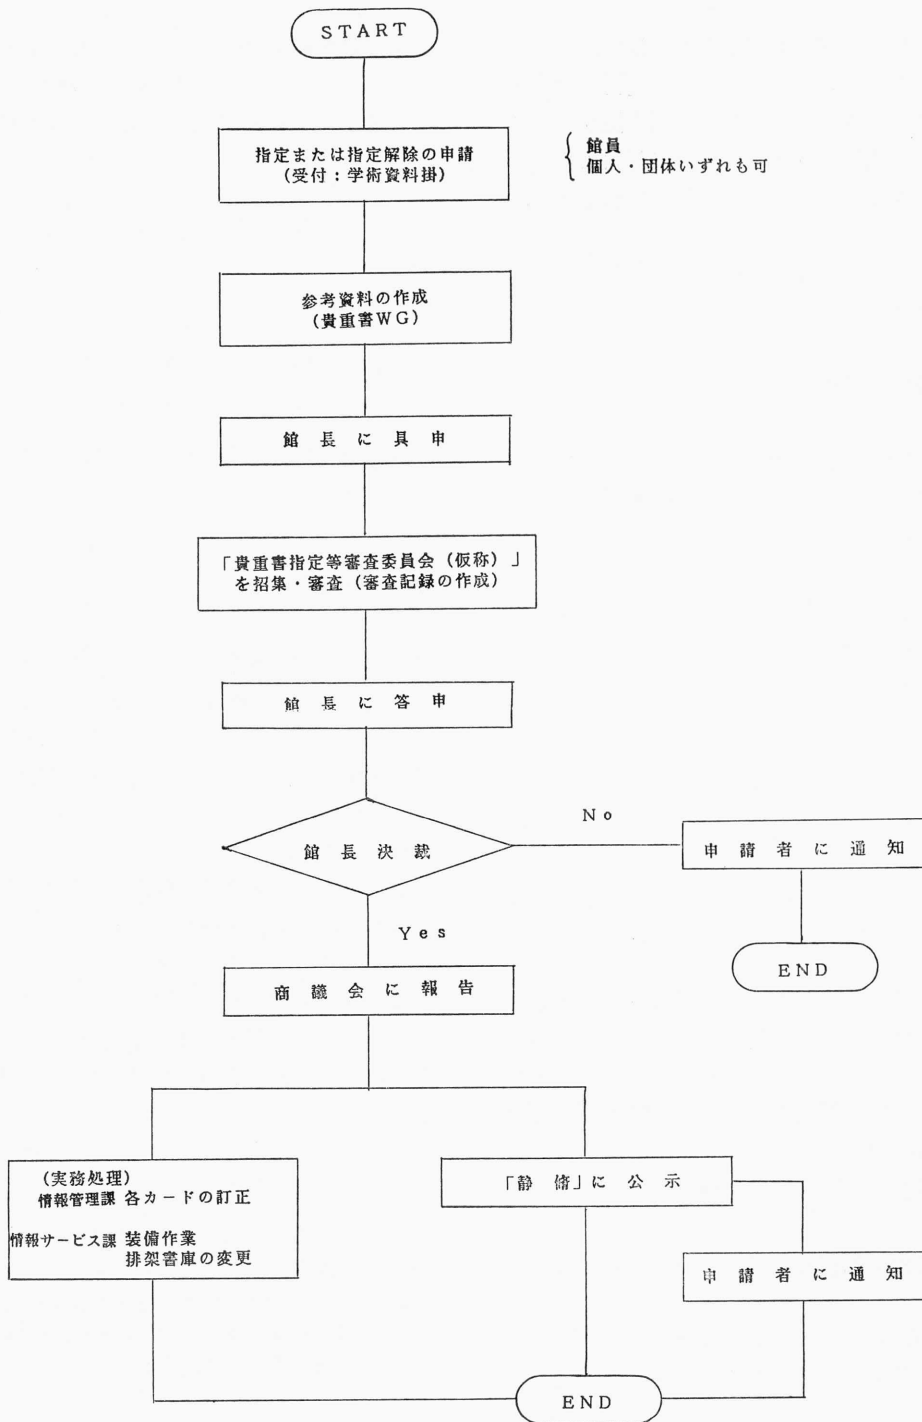 START
指定または指定解除の申請
(受付：学術資料掛)
館員
個人・団体いずれも可
参考資料の作成
(貴重書WG)
館長に具申
「貴重書指定等審査委員会(仮称)」
を招集・審査(審査記録の作成)
館長に答申
館長決裁
No
申請者に通知
END
Yes
商議会に報告
(実務処理)
情報管理課 各カードの訂正
情報サービス課 装備作業
排架書庫の変更
「静脩」に公示
申請者に通知
END